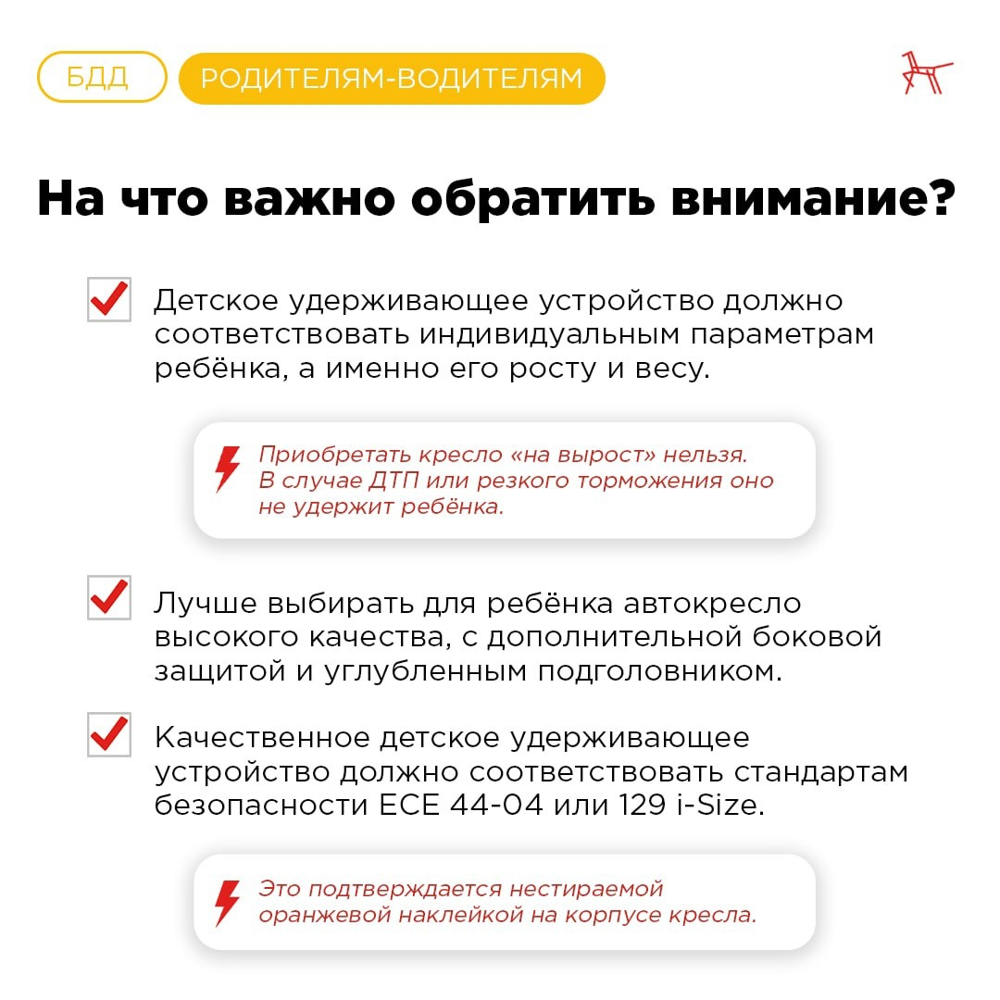 БДД
РОДИТЕЛЯМ-ВОДИТЕЛЯМ
На что важно обратить внимание?
Детское удерживающее устройство должно
соответствовать индивидуальным параметрам
ребёнка, а именно его росту и весу.
Приобретать кресло «на вырост» нельзя.
В случае ДТП или резкого торможения оно
не удержит ребёнка.
Лучше выбирать для ребёнка автокресло
высокого качества, с дополнительной боковой
защитой и углубленным подголовником.
Качественное детское удерживающее
устройство должно соответствовать стандартам
безопасности ECE 44-04 или 129 i-Size.
Это подтверждается нестираемой
оранжевой наклейкой на корпусе кресла.